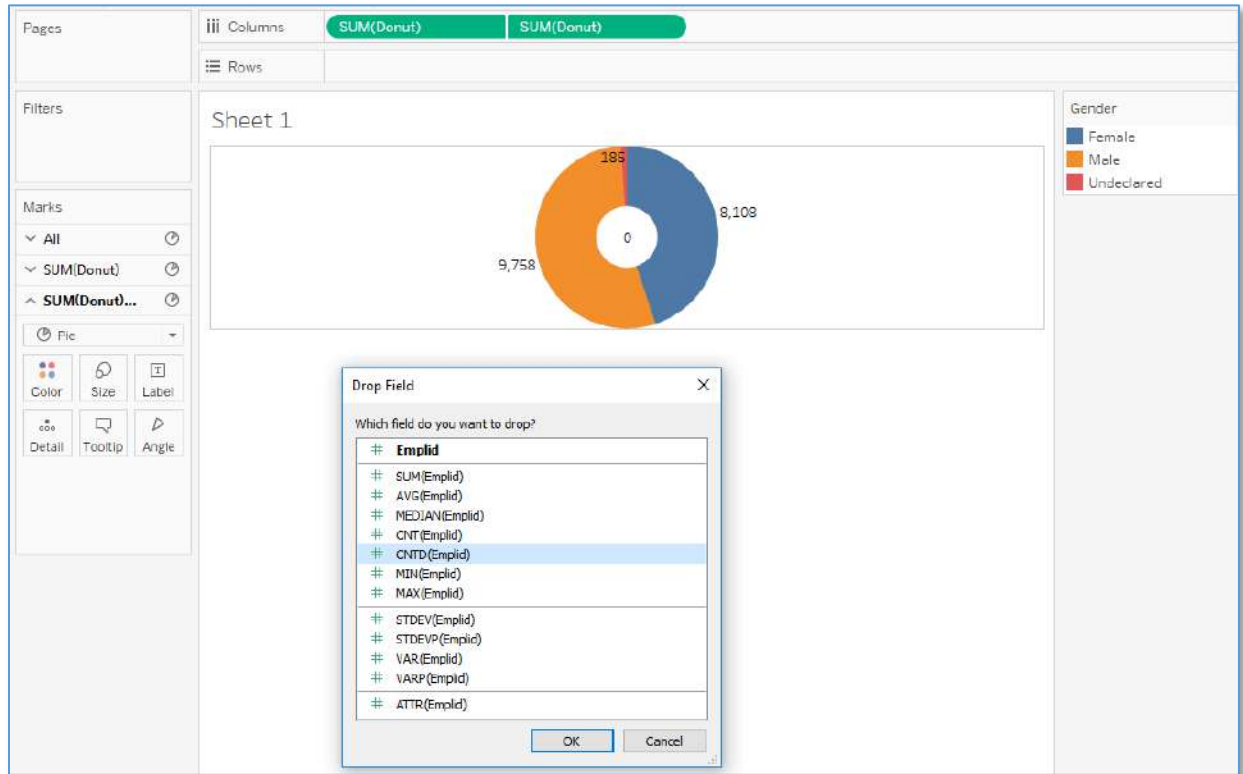 Pages
Columns SUM(Donut) SUM(Donut)
Rows
Filters
Sheet 1
Gender
Female
Male
Undeclared
185
8,108
0
9,758
Marks
All
SUM(Donut)
SUM(Donut)...
Pie
Color Size Label
Detail Tooltip Angle
Drop Field
Which field do you want to drop?
# Emplid
# SUM(Emplid)
# AVG(Emplid)
# MEDIAN(Emplid)
# CNT(Emplid)
# CNTD(Emplid)
# MIN(Emplid)
# MAX(Emplid)
# STDEV(Emplid)
# STDEVP(Emplid)
# VAR(Emplid)
# VARP(Emplid)
# ATTR(Emplid)
OK Cancel